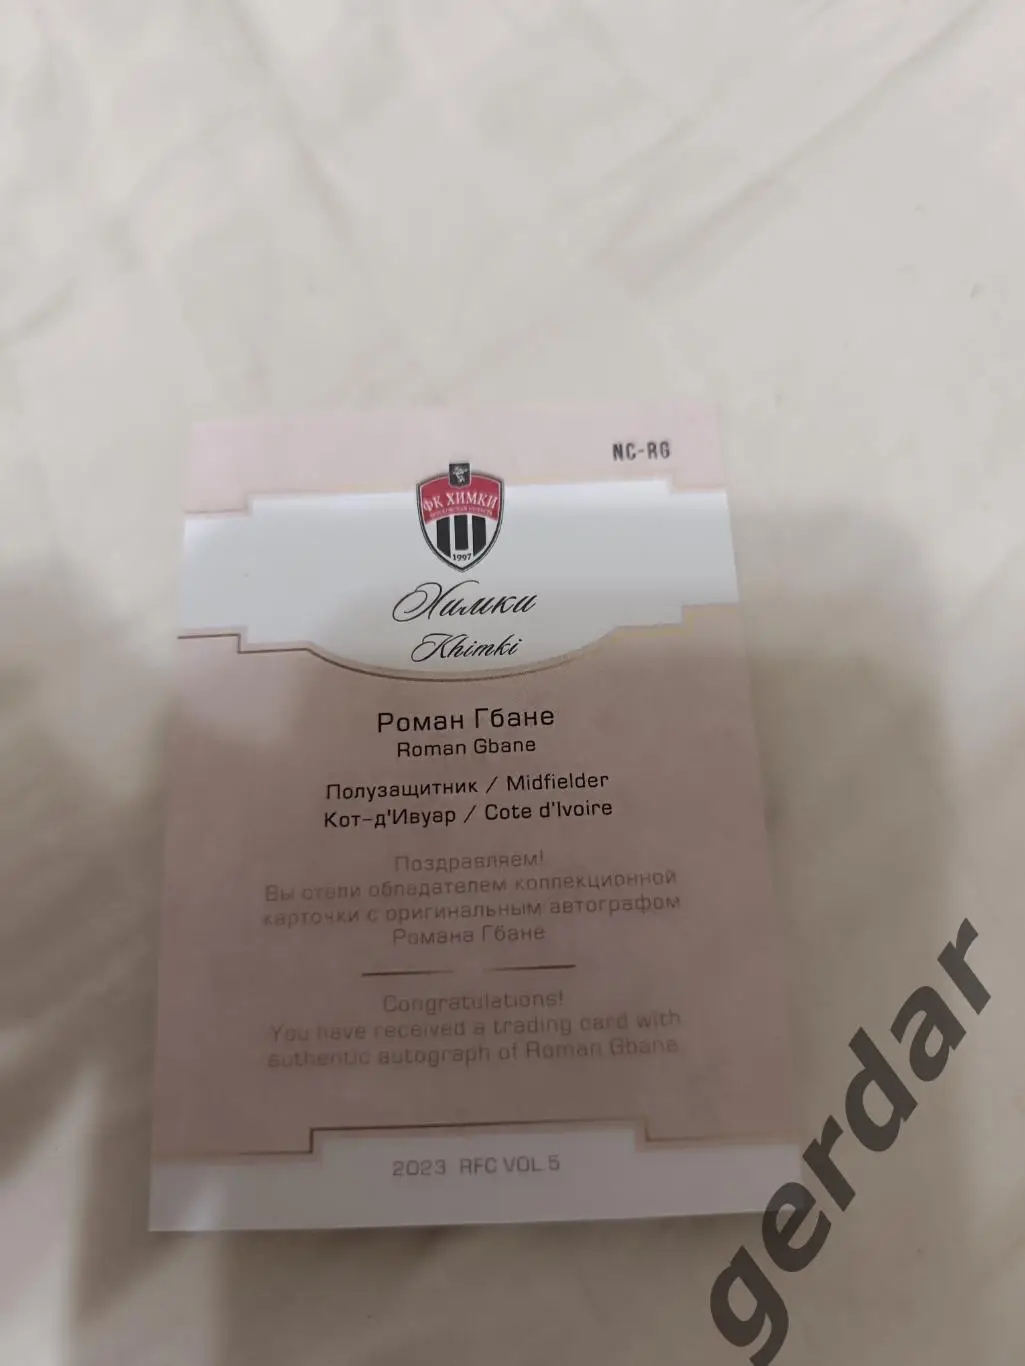 NC-RG
ФК ХИМКИ
1997
Химки
Khimki
Роман Гбане
Roman Gbane
Полузащитник / Midfielder
Кот-д'Ивуар / Cote d'Ivoire
Поздравляем!
Вы стали обладателем коллекционной
карточки с оригинальным автографом
Романа Гбане
Congratulations!
You have received a trading card with
authentic autograph of Roman Gbane
2023 RFC VOL.5
gerdar